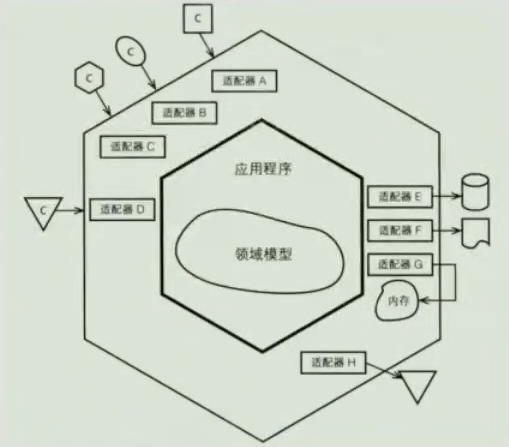 C
C
C
适配器 A
适配器 B
适配器 C
应用程序
适配器 E
C
适配器 D
适配器 F
领域模型
适配器 G
内存
适配器 H